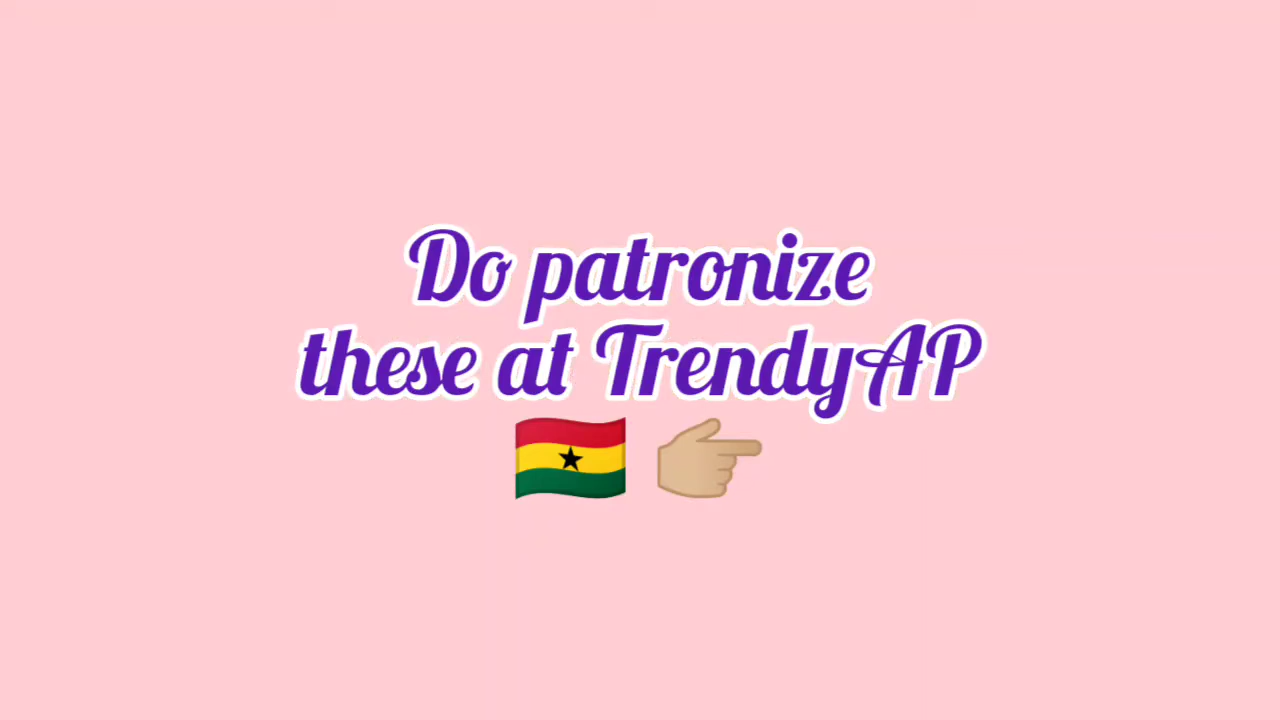 Do patronize
these at TrendyAP
🇬🇭 👉🏼